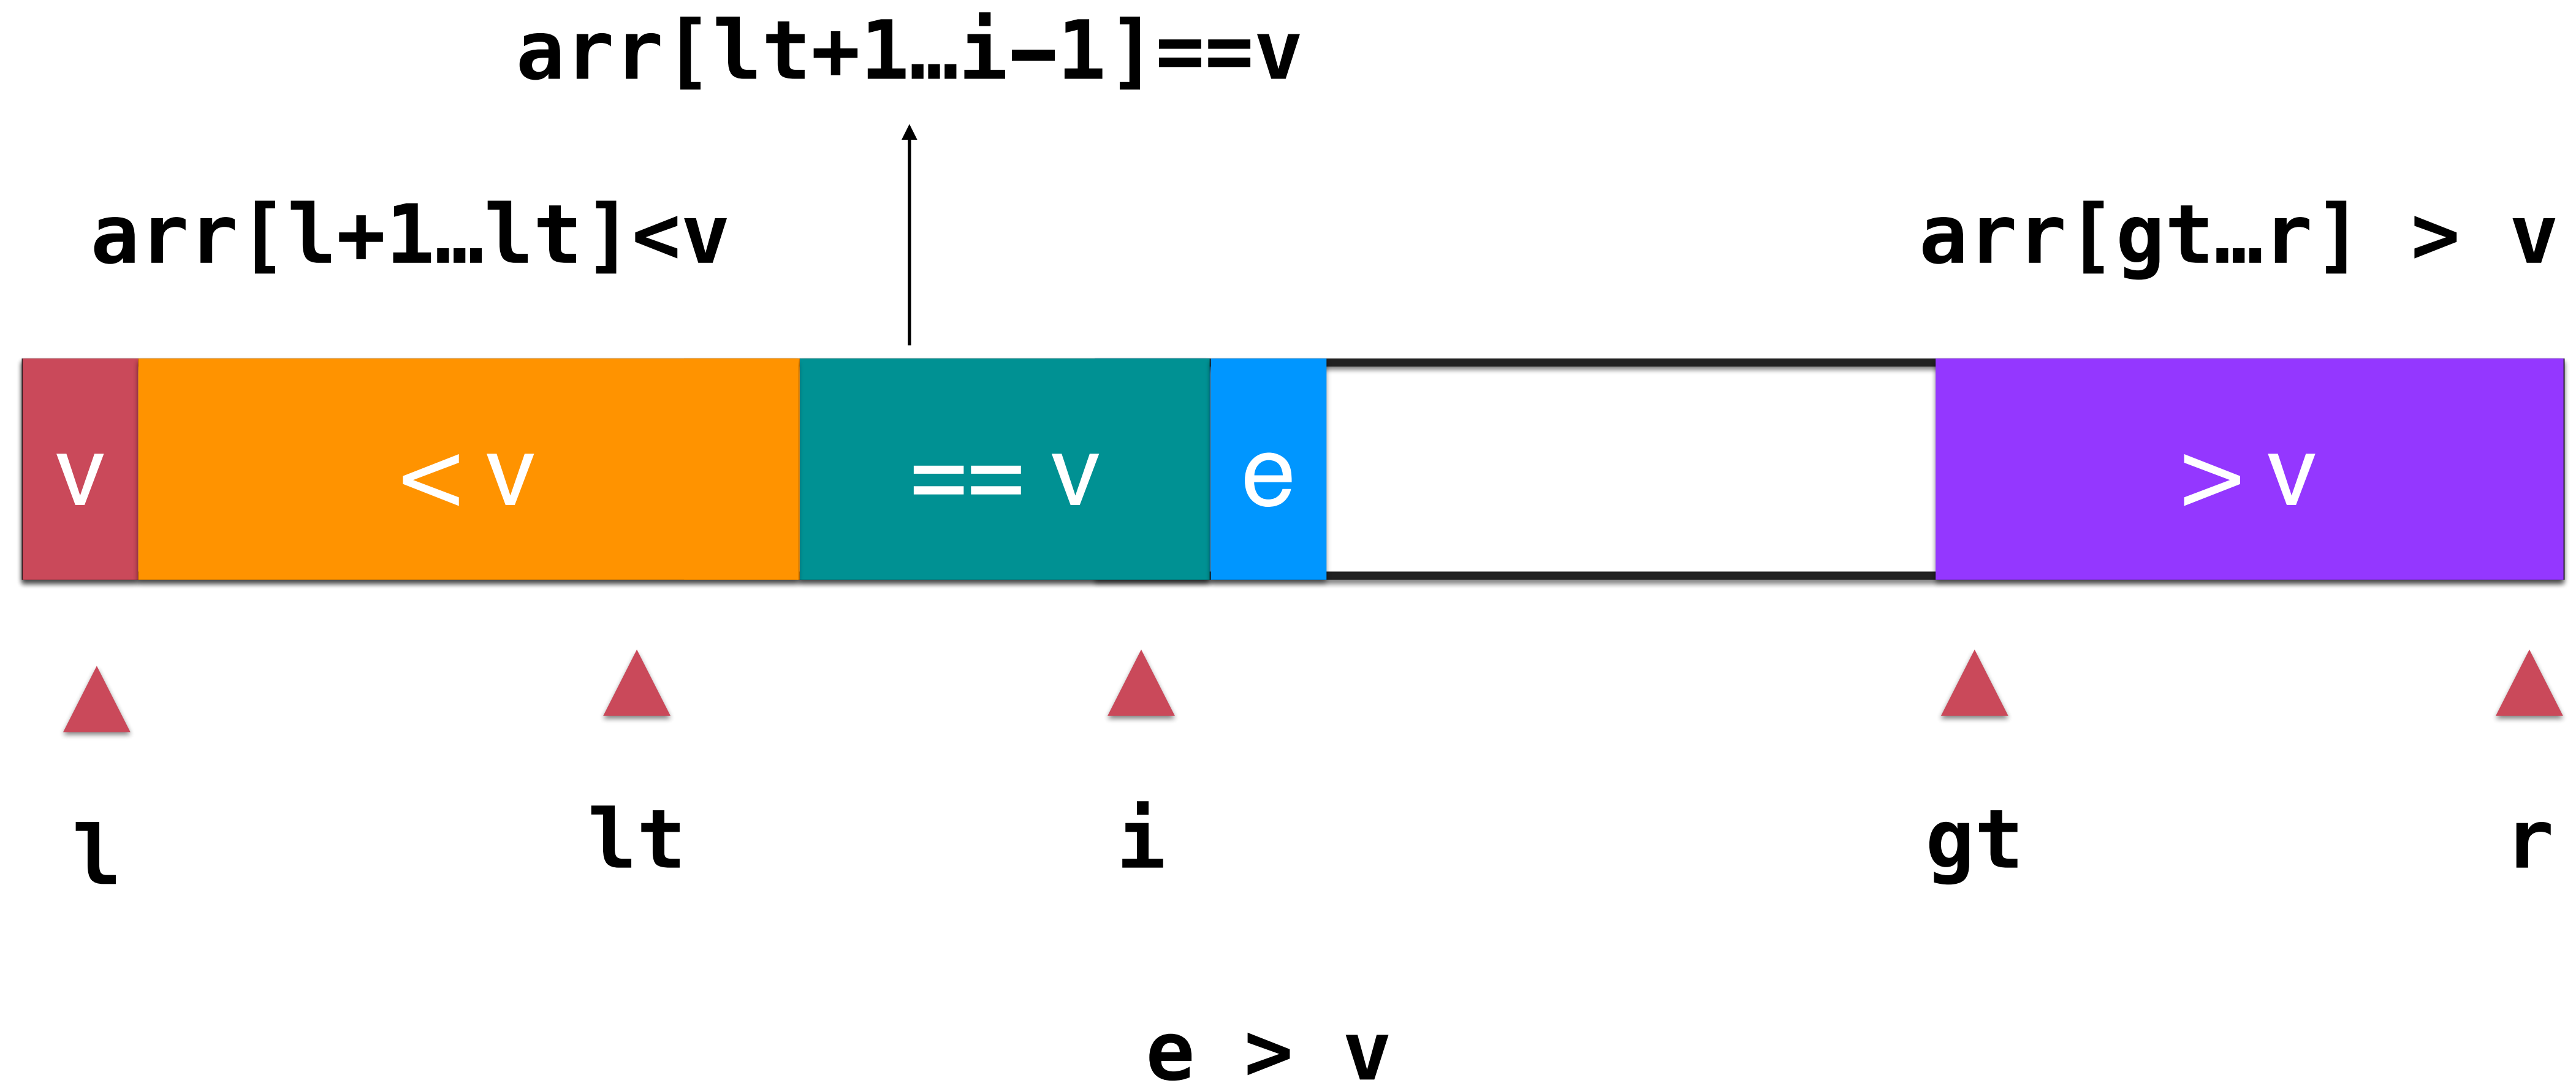 arr[lt+1…i-1]==v
arr[l+1…lt]<v
arr[gt…r] > v
v
< v
== v
e
> v
l
lt
i
gt
r
e > v